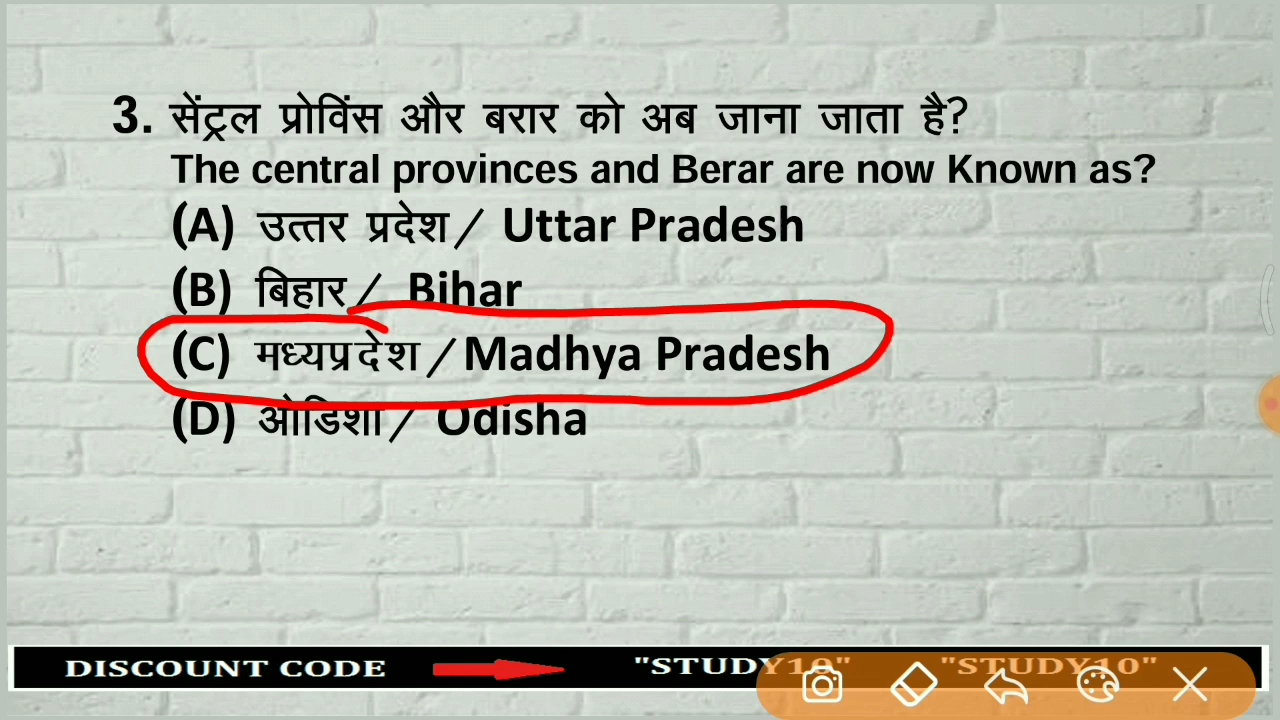 3. सेंट्रल प्रोविंस और बरार को अब जाना जाता है?
The central provinces and Berar are now Known as?
(A) उत्तर प्रदेश/ Uttar Pradesh
(B) बिहार/ Bihar
(C) मध्यप्रदेश/Madhya Pradesh
(D) ओडिशा/ Odisha
DISCOUNT CODE "STUDY10" "STUDY10"